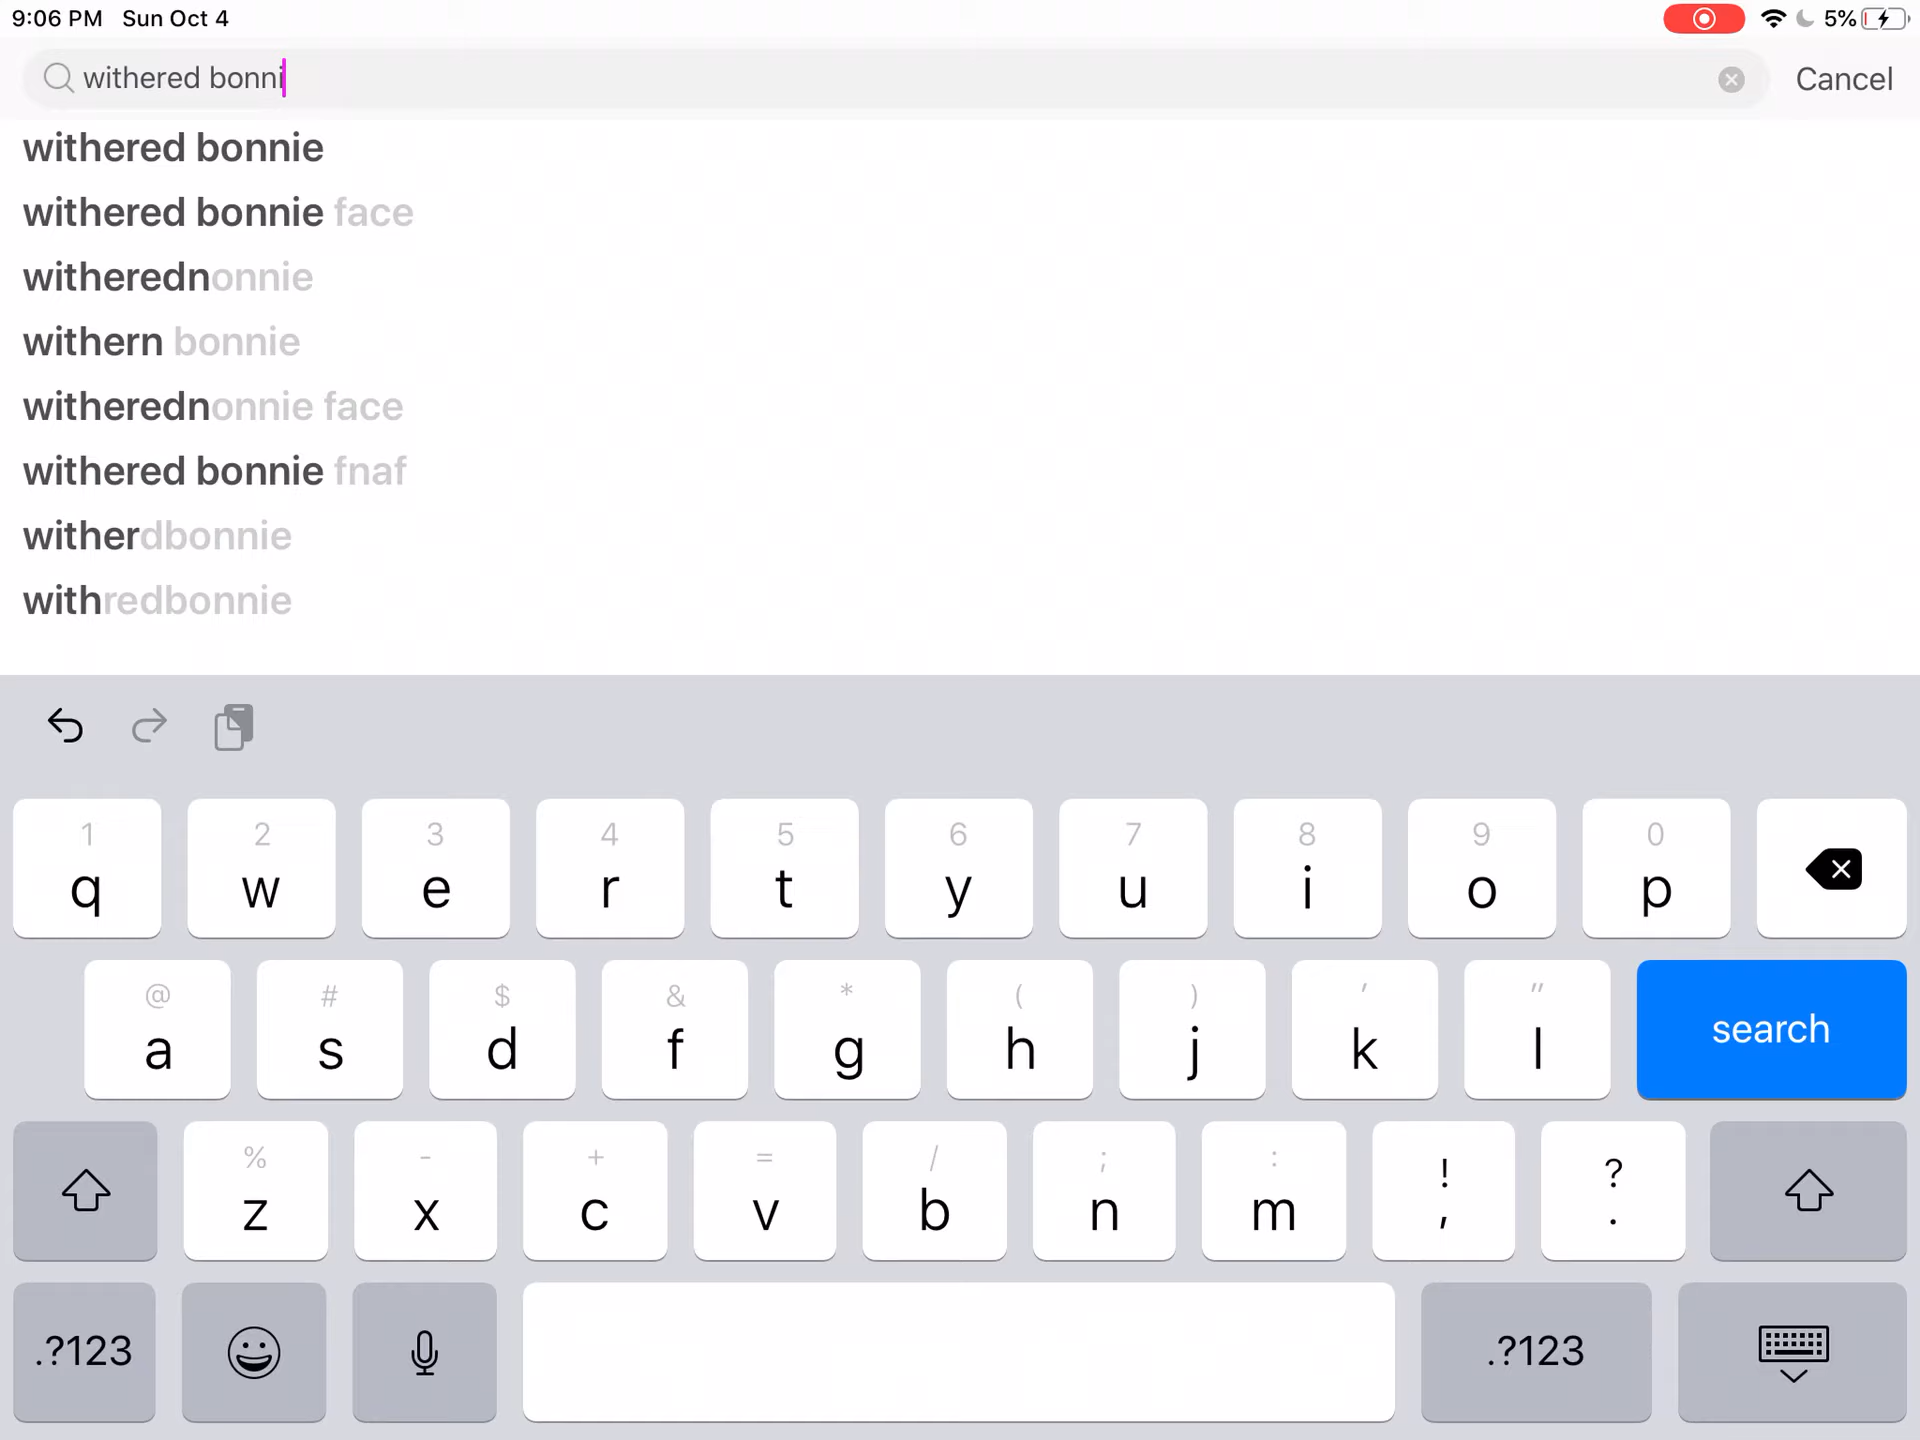 9:06 PM Sun Oct 4 5%
withered bonni Cancel
withered bonnie
withered bonnie face
witherednonnie
withern bonnie
witherednonnie face
withered bonnie fnaf
witherdbonnie
withredbonnie
1 2 3 4 5 6 7 8 9 0
q w e r t y u i o p
@ # $ & * ( ) ' "
a s d f g h j k l search
% - + = / ; : ! ?
z x c v b n m , .
.?123 .?123